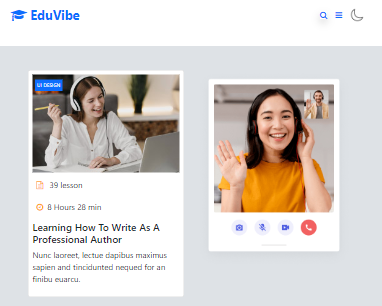 EduVibe
UI DESIGN
39 lesson
8 Hours 28 min
Learning How To Write As A
Professional Author
Nunc laoreet, lectue dapibus maximus
sapien and tincidunted nequed for an
finibu euarcu.